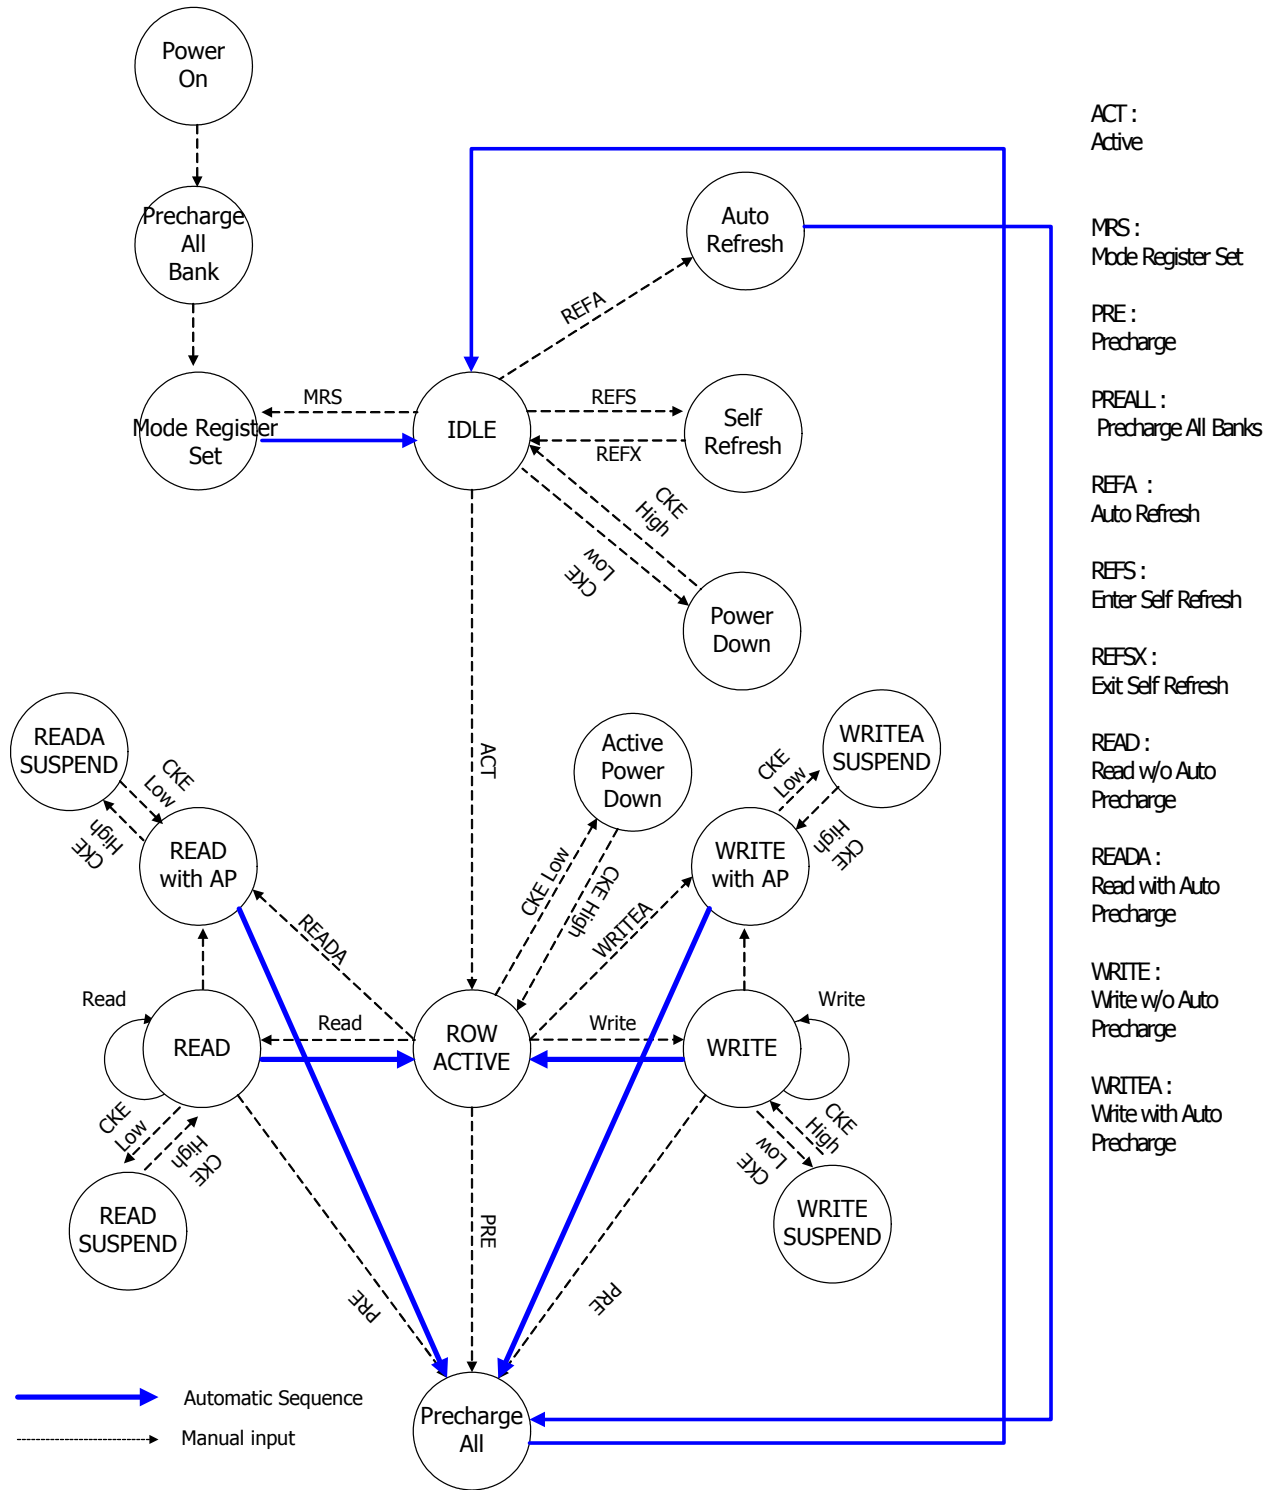 Power
On
Precharge
All
Bank
Mode Register
Set
MRS
IDLE
REFA
Auto
Refresh
REFS
REFX
Self
Refresh
CKE
High
CKE
Low
Power
Down
ACT
READA
SUSPEND
CKE
Low
CKE
High
READ
with AP
READA
Active
Power
Down
CKE Low
CKE High
WRITEA
WRITEA
SUSPEND
CKE
Low
CKE
High
WRITE
with AP
Read
READ
Read
ROW
ACTIVE
Write
WRITE
Write
CKE
Low
CKE
High
READ
SUSPEND
CKE
High
CKE
Low
WRITE
SUSPEND
PRE
PRE
PRE
Precharge
All
Automatic Sequence
Manual input
ACT :
Active
MRS :
Mode Register Set
PRE :
Precharge
PREALL :
Precharge All Banks
REFA :
Auto Refresh
REFS :
Enter Self Refresh
REFSX :
Exit Self Refresh
READ :
Read w/o Auto
Precharge
READA :
Read with Auto
Precharge
WRITE :
Write w/o Auto
Precharge
WRITEA :
Write with Auto
Precharge